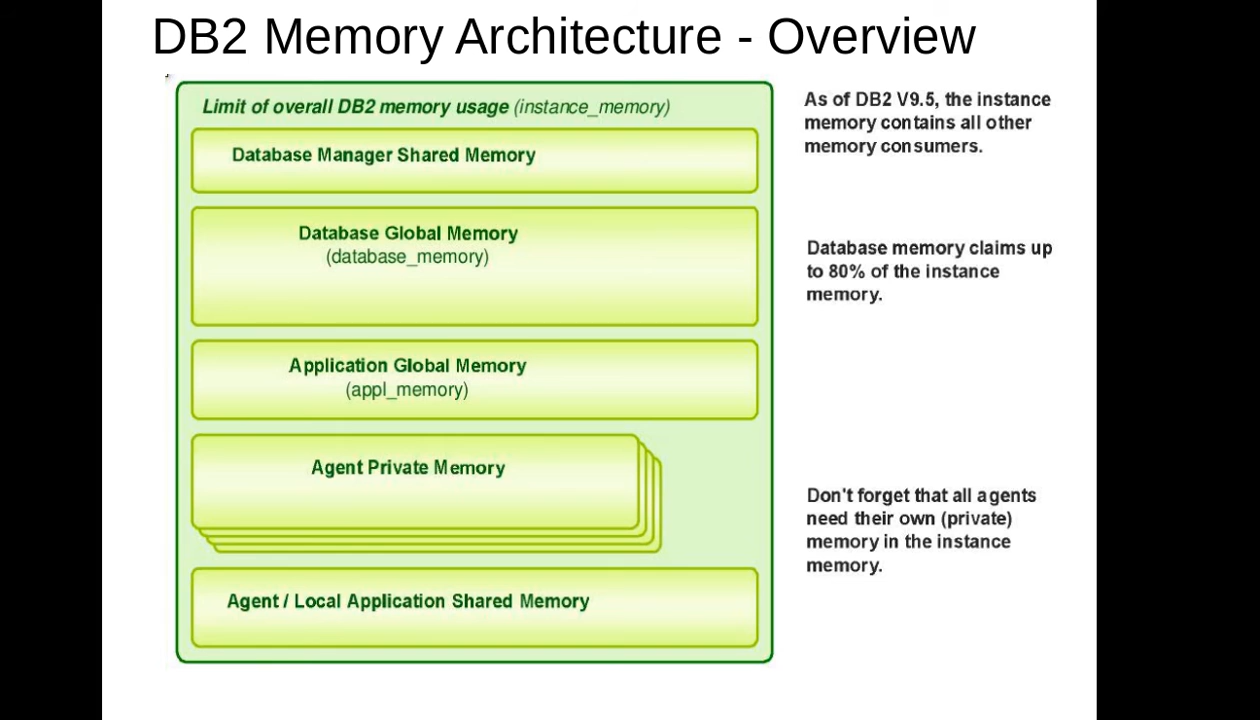 DB2 Memory Architecture - Overview
Limit of overall DB2 memory usage (instance_memory)
Database Manager Shared Memory
Database Global Memory
(database_memory)
Application Global Memory
(appl_memory)
Agent Private Memory
Agent / Local Application Shared Memory
As of DB2 V9.5, the instance
memory contains all other
memory consumers.
Database memory claims up
to 80% of the instance
memory.
Don't forget that all agents
need their own (private)
memory in the instance
memory.